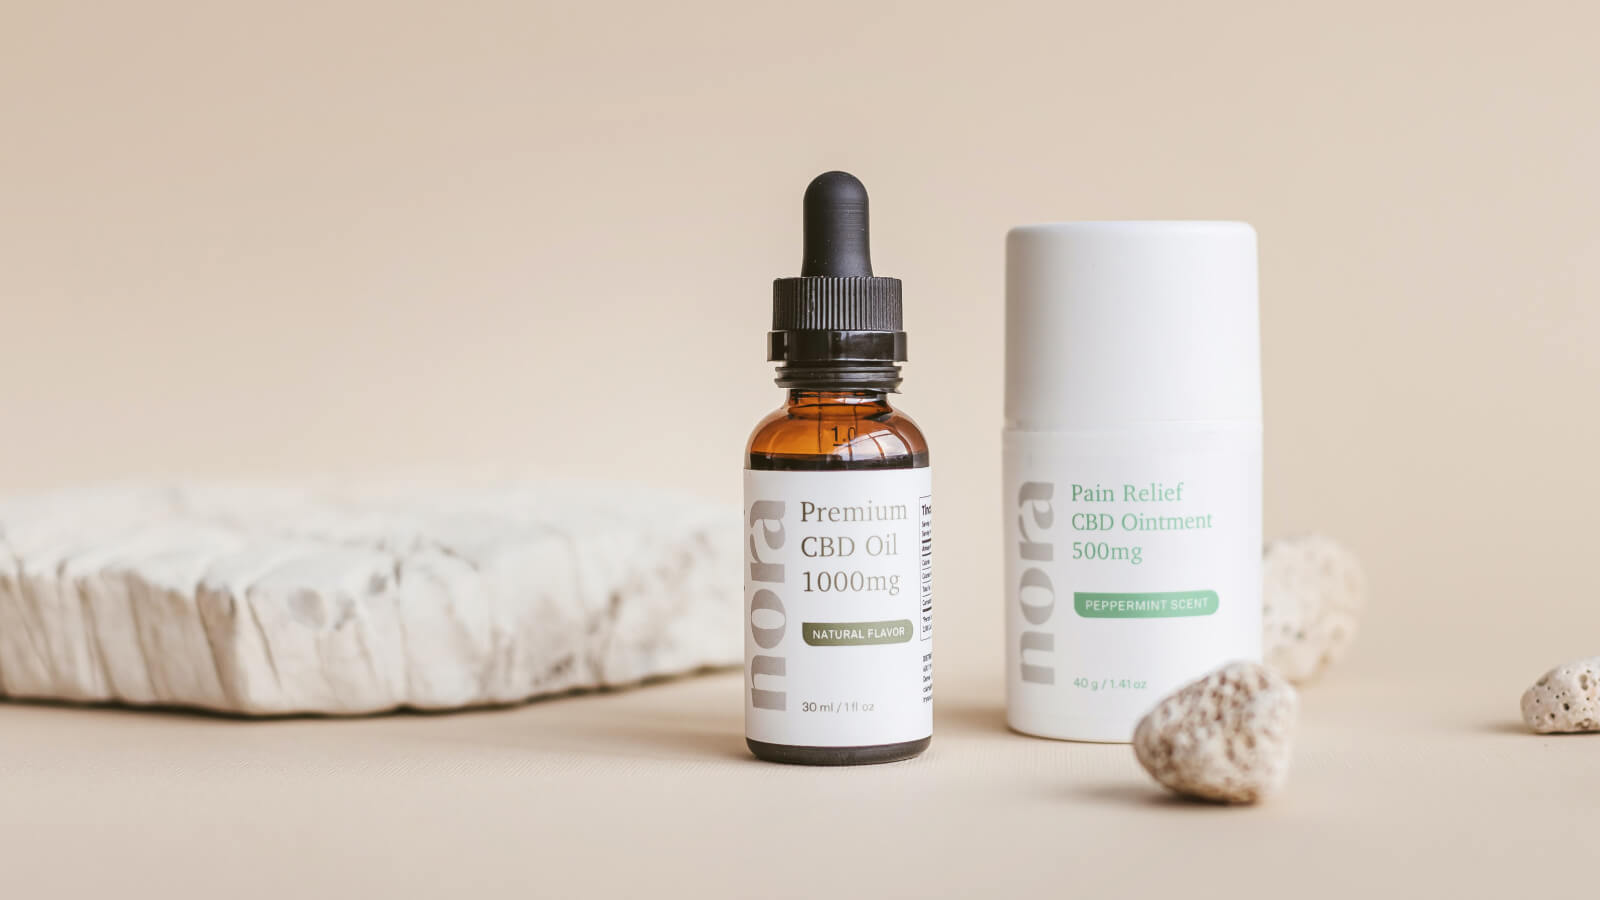 1.0
nora
Premium
CBD Oil
1000mg
NATURAL FLAVOR
30 ml / 1 fl oz
nora
Pain Relief
CBD Ointment
500mg
PEPPERMINT SCENT
40 g / 1.41 oz